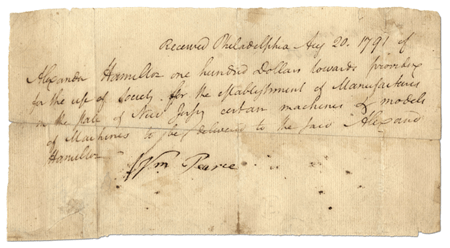 Received Philadelphia Aug 20. 1791 of
Alexander Hamilton one hundred Dollars towards providing
for the use of Society for the establishment of Manufactures
in the state of New Jersey certain machines & models
of Machines to be delivered to the said Alexand
Hamilton
Wm Pearce